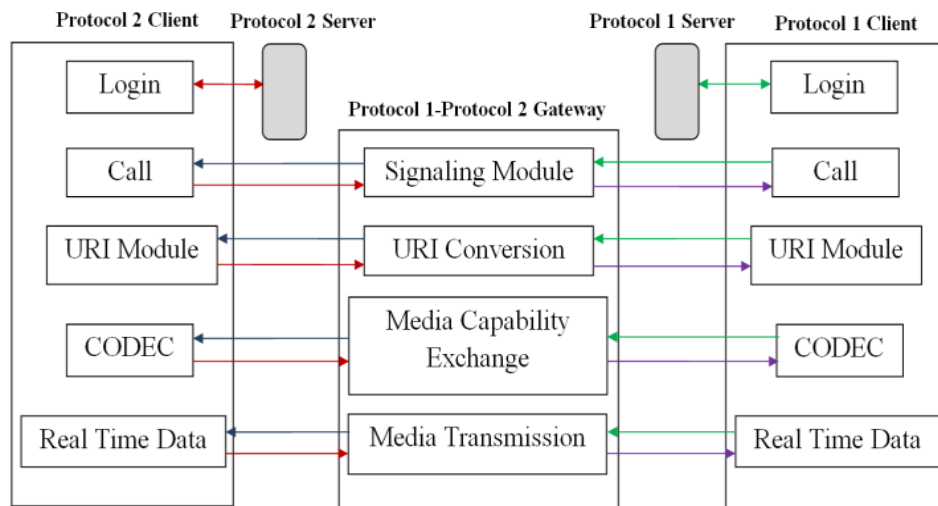 Protocol 2 Client
Protocol 2 Server
Protocol 1 Server
Protocol 1 Client
Login
Login
Protocol 1-Protocol 2 Gateway
Call
Signaling Module
Call
URI Module
URI Conversion
URI Module
CODEC
Media Capability
Exchange
CODEC
Real Time Data
Media Transmission
Real Time Data